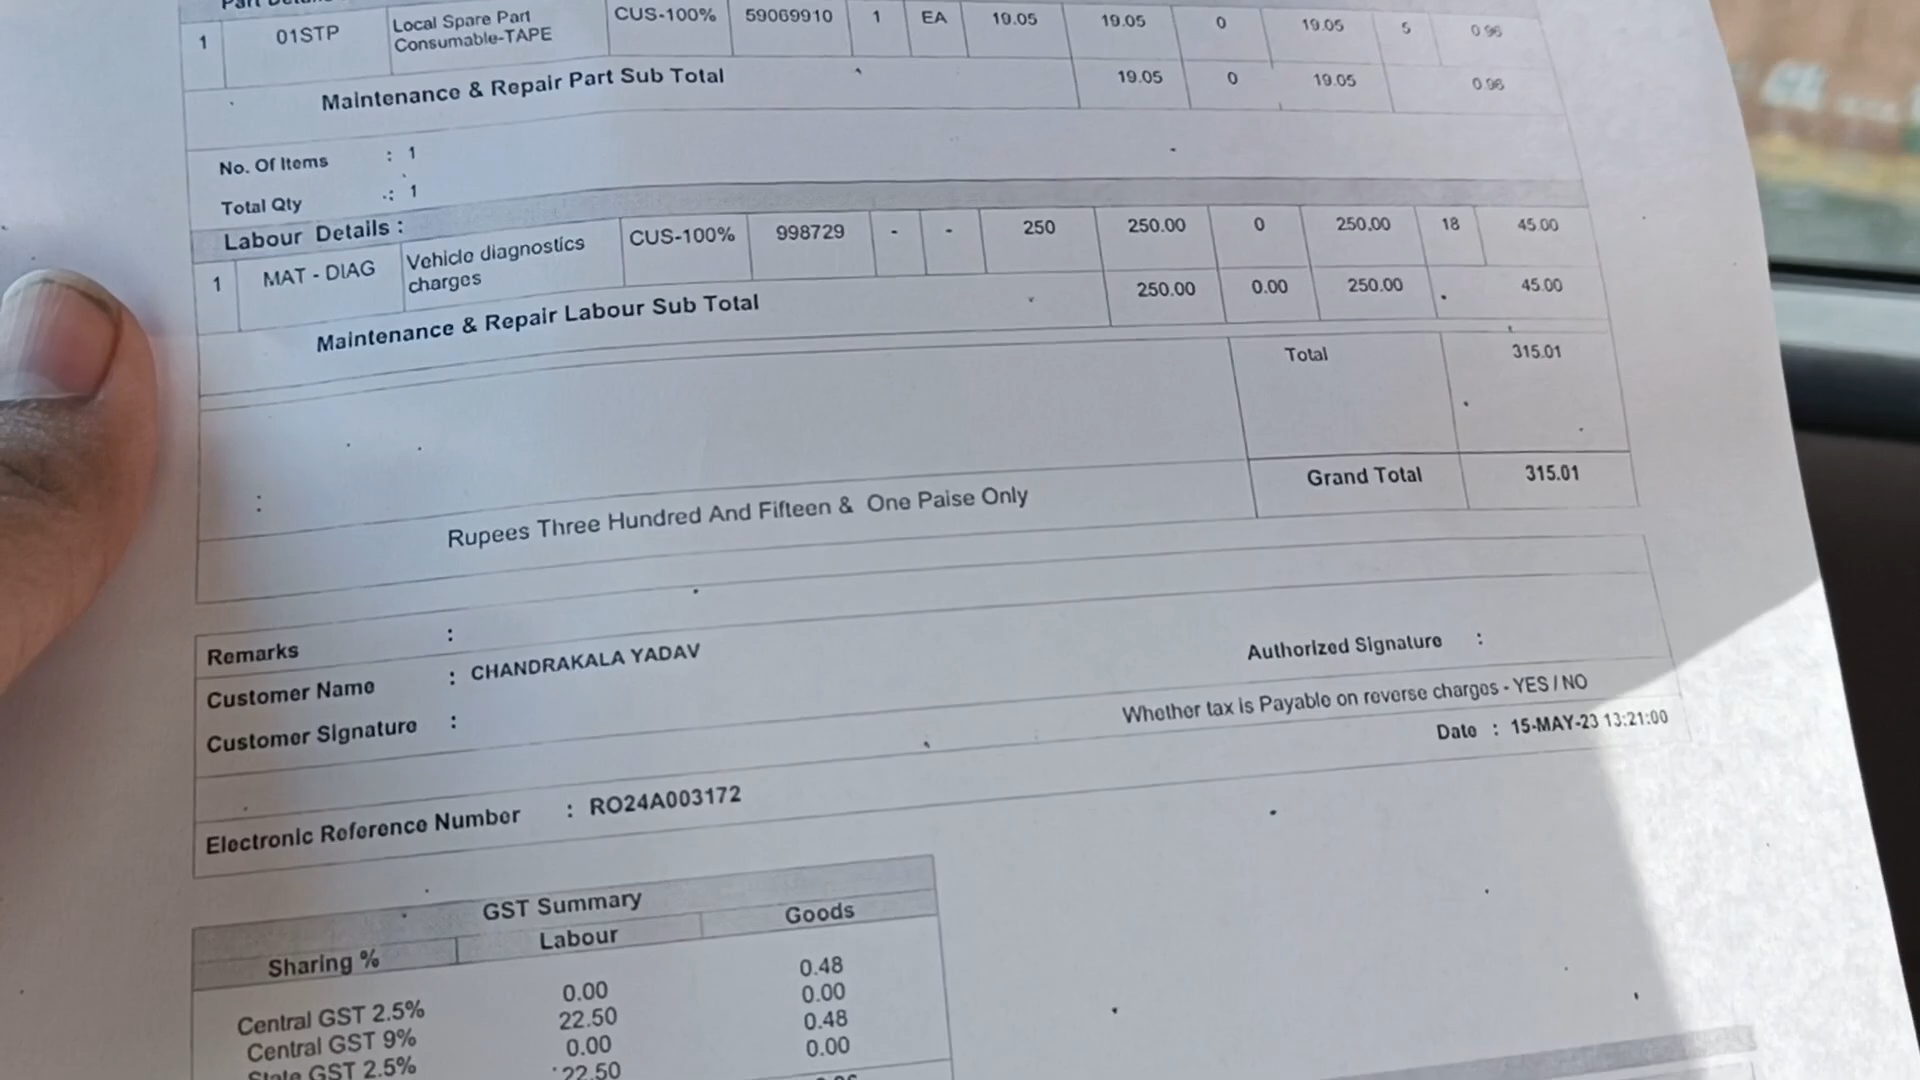 1 01STP Local Spare Part Consumable-TAPE CUS-100% 59069910 1 EA 19.05 19.05 0 19.05 5 0.96
Maintenance & Repair Part Sub Total 19.05 0 19.05 0.96
No. Of Items : 1
Total Qty : 1
Labour Details :
1 MAT - DIAG Vehicle diagnostics charges CUS-100% 998729 - - 250 250.00 0 250.00 18 45.00
Maintenance & Repair Labour Sub Total 250.00 0.00 250.00 45.00
Total 315.01
:
Grand Total 315.01
Rupees Three Hundred And Fifteen & One Paise Only
Remarks :
Customer Name : CHANDRAKALA YADAV
Authorized Signature :
Customer Signature :
Whether tax is Payable on reverse charges - YES / NO
Date : 15-MAY-23 13:21:00
Electronic Reference Number : RO24A003172
GST Summary
Sharing % Labour Goods
Central GST 2.5% 0.00 0.48
Central GST 9% 22.50 0.00
State GST 2.5% 0.00 0.48
22.50 0.00